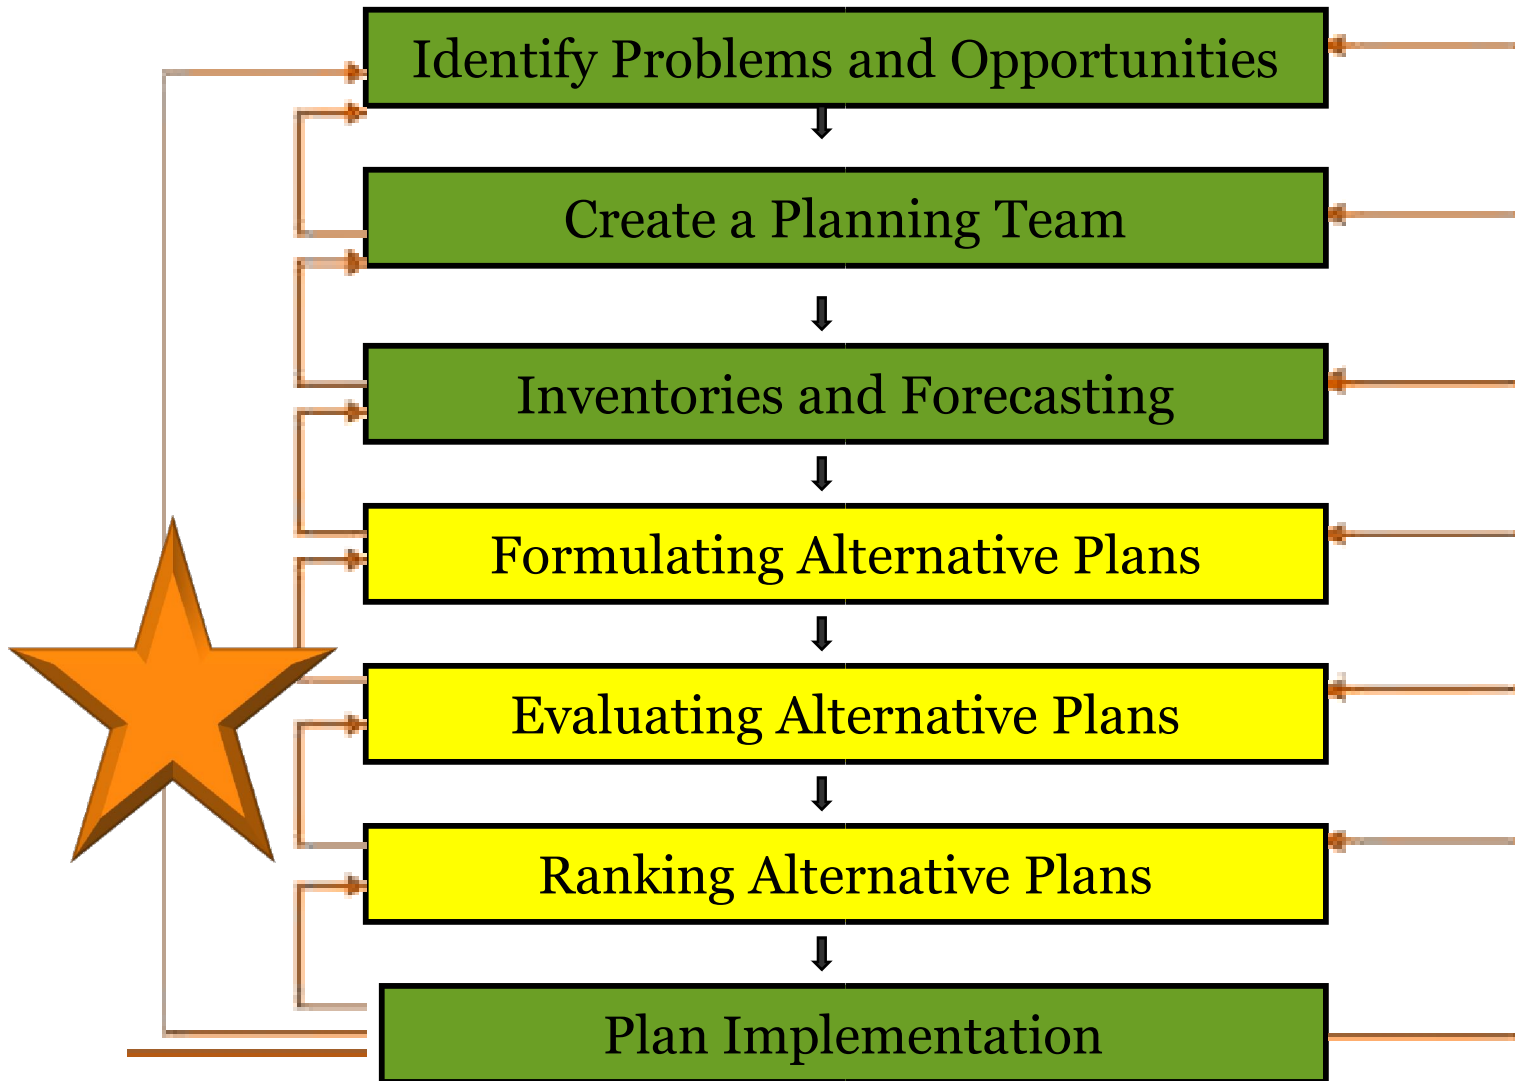 Identify Problems and Opportunities
Create a Planning Team
Inventories and Forecasting
Formulating Alternative Plans
Evaluating Alternative Plans
Ranking Alternative Plans
Plan Implementation